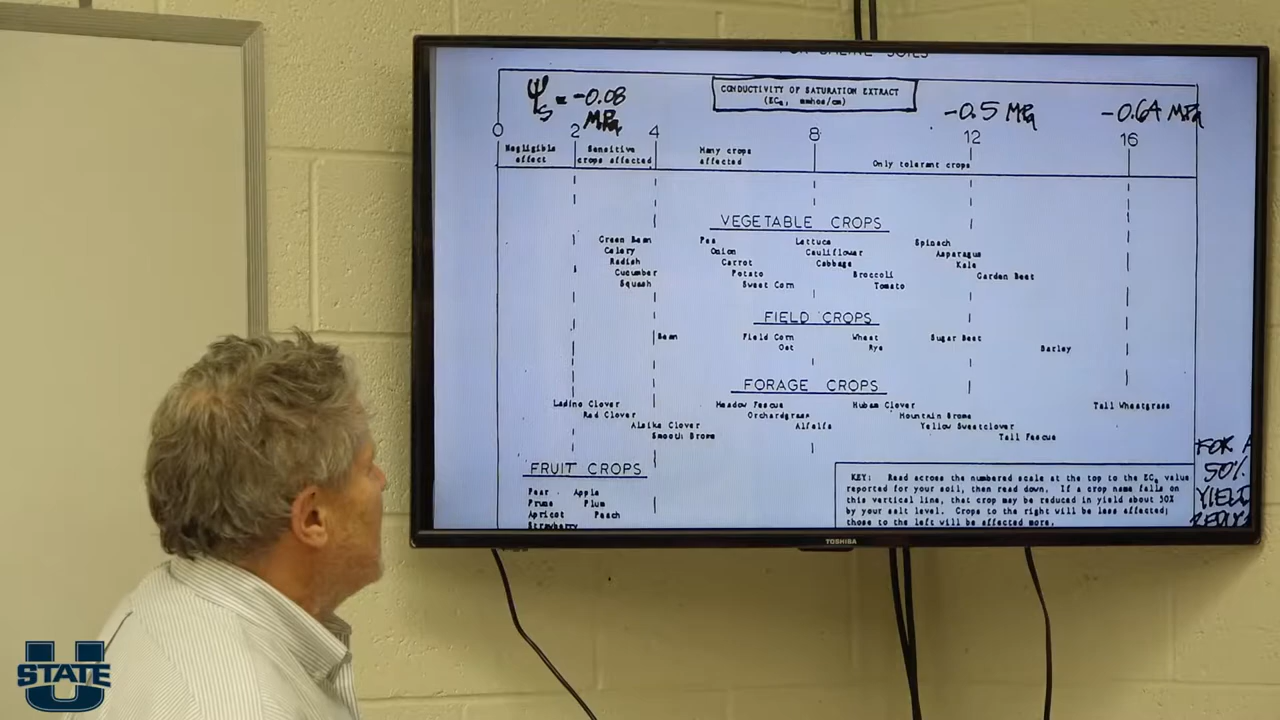 FOR SALINE SOILS
Ψs = -0.08 MPa
CONDUCTIVITY OF SATURATION EXTRACT
(ECe, mmhos/cm)
-0.5 MPa
-0.64 MPa
0 2 4 8 12 16
Negligible effect
Sensitive crops affected
Many crops affected
Only tolerant crops
VEGETABLE CROPS
Green Bean Pea Lettuce Spinach
Celery Onion Cauliflower Asparagus
Radish Carrot Cabbage Kale
Cucumber Potato Broccoli Garden Beet
Squash Sweet Corn Tomato
FIELD CROPS
Bean Field Corn Wheat Sugar Beet
Oat Rye Barley
FORAGE CROPS
Ladino Clover Meadow Fescue Hubam Clover Tall Wheatgrass
Red Clover Orchardgrass Mountain Brome
Alsike Clover Alfalfa Yellow Sweetclover
Smooth Brome Tall Fescue
FRUIT CROPS
Pear Apple
Prune Plum
Apricot Peach
Strawberry
KEY: Read across the numbered scale at the top to the ECe value
reported for your soil, then read down. If a crop name falls on
this vertical line, that crop may be reduced in yield about 50%
by your salt level. Crops to the right will be less affected;
those to the left will be affected more.
FOR A
50%
YIELD
TOSHIBA
U
STATE